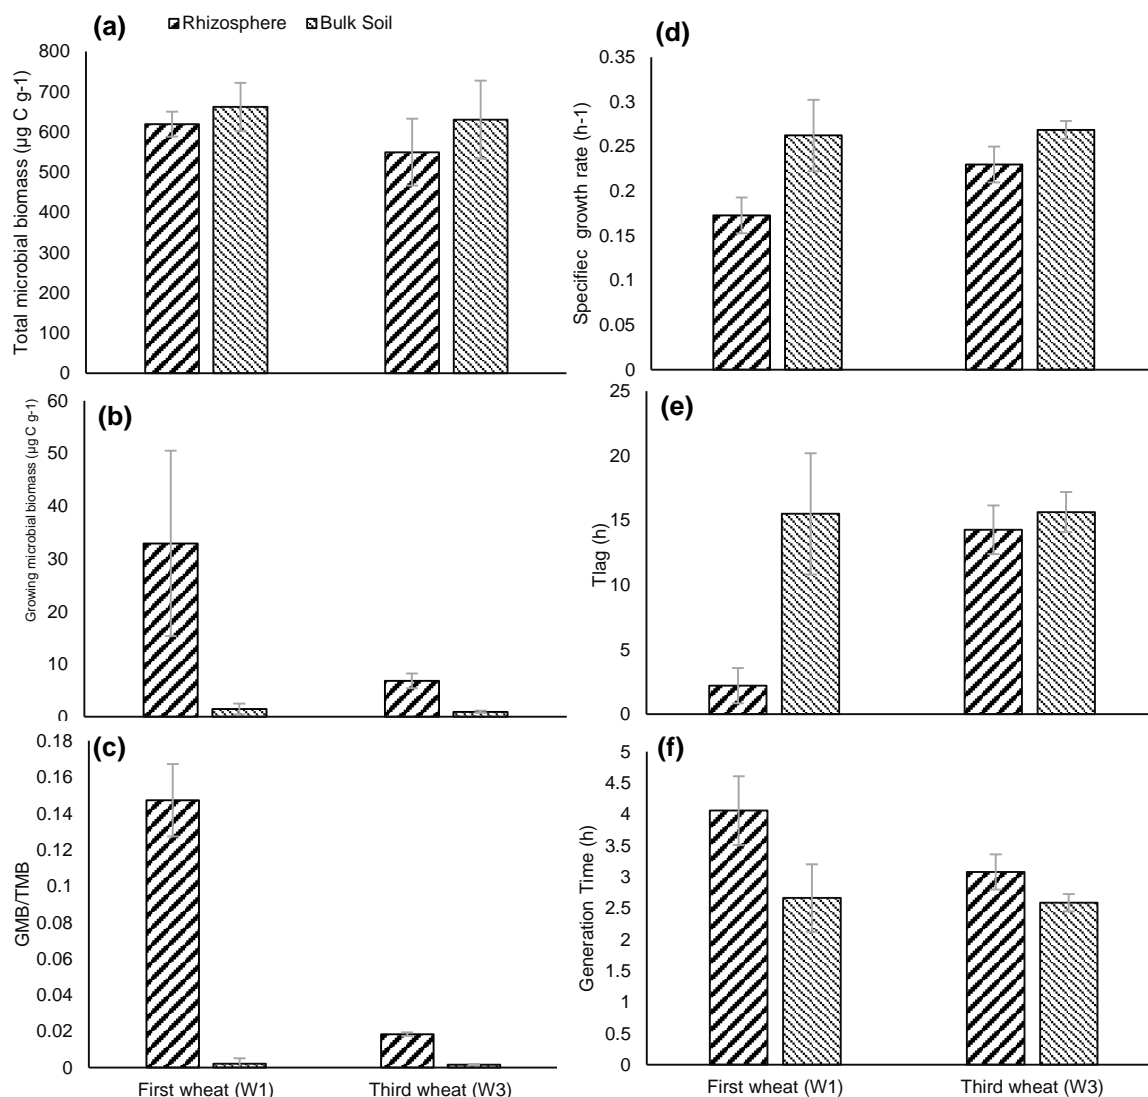 (a)
Rhizosphere
Bulk Soil
800
700
600
500
400
300
200
100
0
Total microbial biomass (µg C g-1)
(b)
60
50
40
30
20
10
0
Growing microbial biomass (µg C g-1)
(c)
0.18
0.16
0.14
0.12
0.1
0.08
0.06
0.04
0.02
0
GMB/TMB
First wheat (W1)
Third wheat (W3)
(d)
0.35
0.3
0.25
0.2
0.15
0.1
0.05
0
Specifiec growth rate (h-1)
(e)
25
20
15
10
5
0
Tlag (h)
(f)
5
4.5
4
3.5
3
2.5
2
1.5
1
0.5
0
Generation Time (h)
First wheat (W1)
Third wheat (W3)